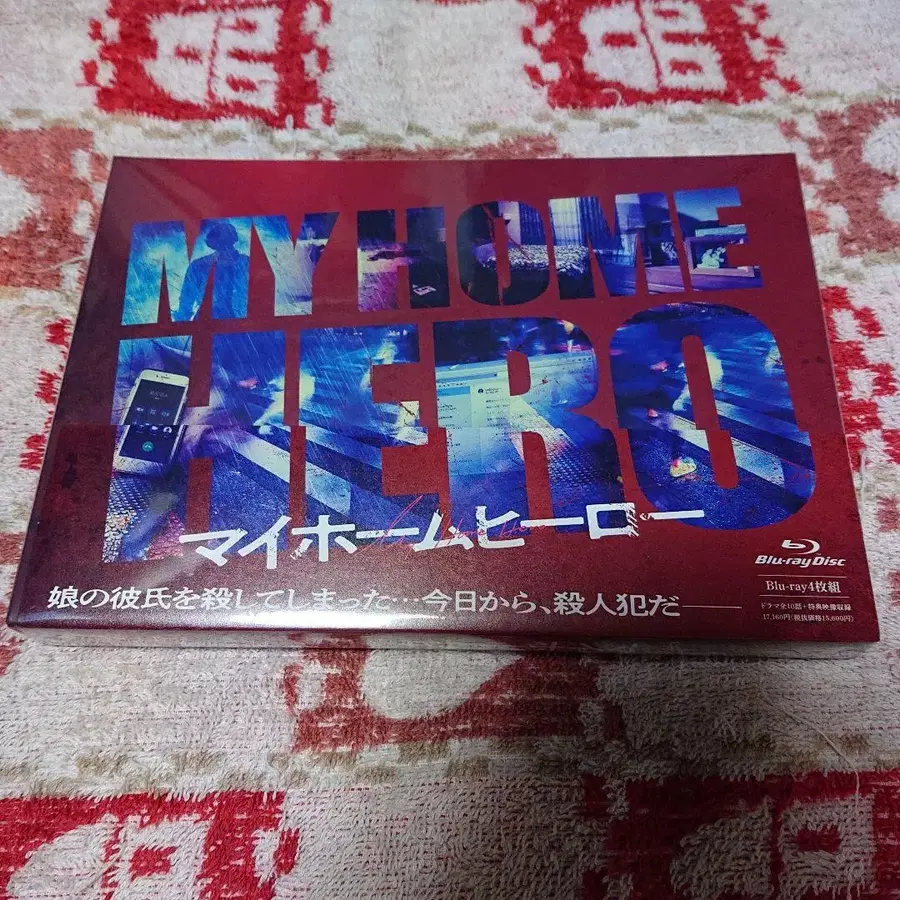 MY HOME
HERO
マイホームヒーロー
娘の彼氏を殺してしまった…今日から、殺人犯だ――
Blu-ray Disc
Blu-ray4枚組
ドラマ全10話+特典映像収録
17,160円(税抜価格15,600円)